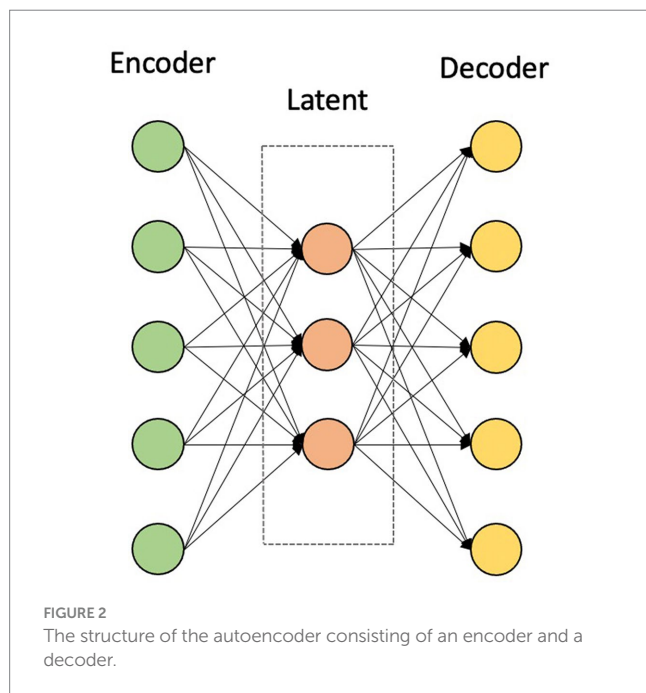 Encoder
Decoder
Latent
FIGURE 2
The structure of the autoencoder consisting of an encoder and a
decoder.